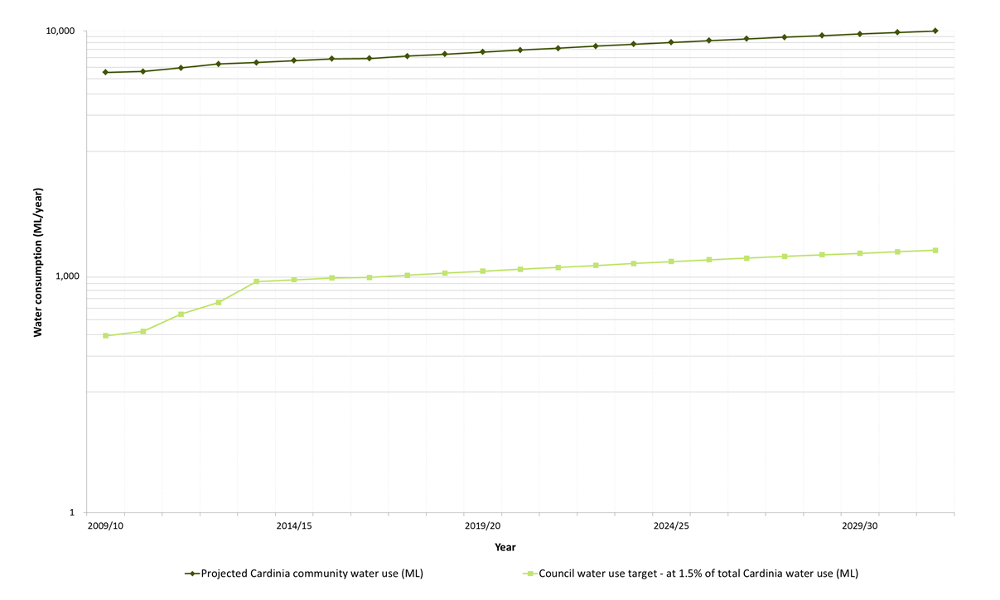 10,000
1,000
1
Water consumption (ML/year)
2009/10 2014/15 2019/20 2024/25 2029/30
Year
Projected Cardinia community water use (ML) Council water use target - at 1.5% of total Cardinia water use (ML)